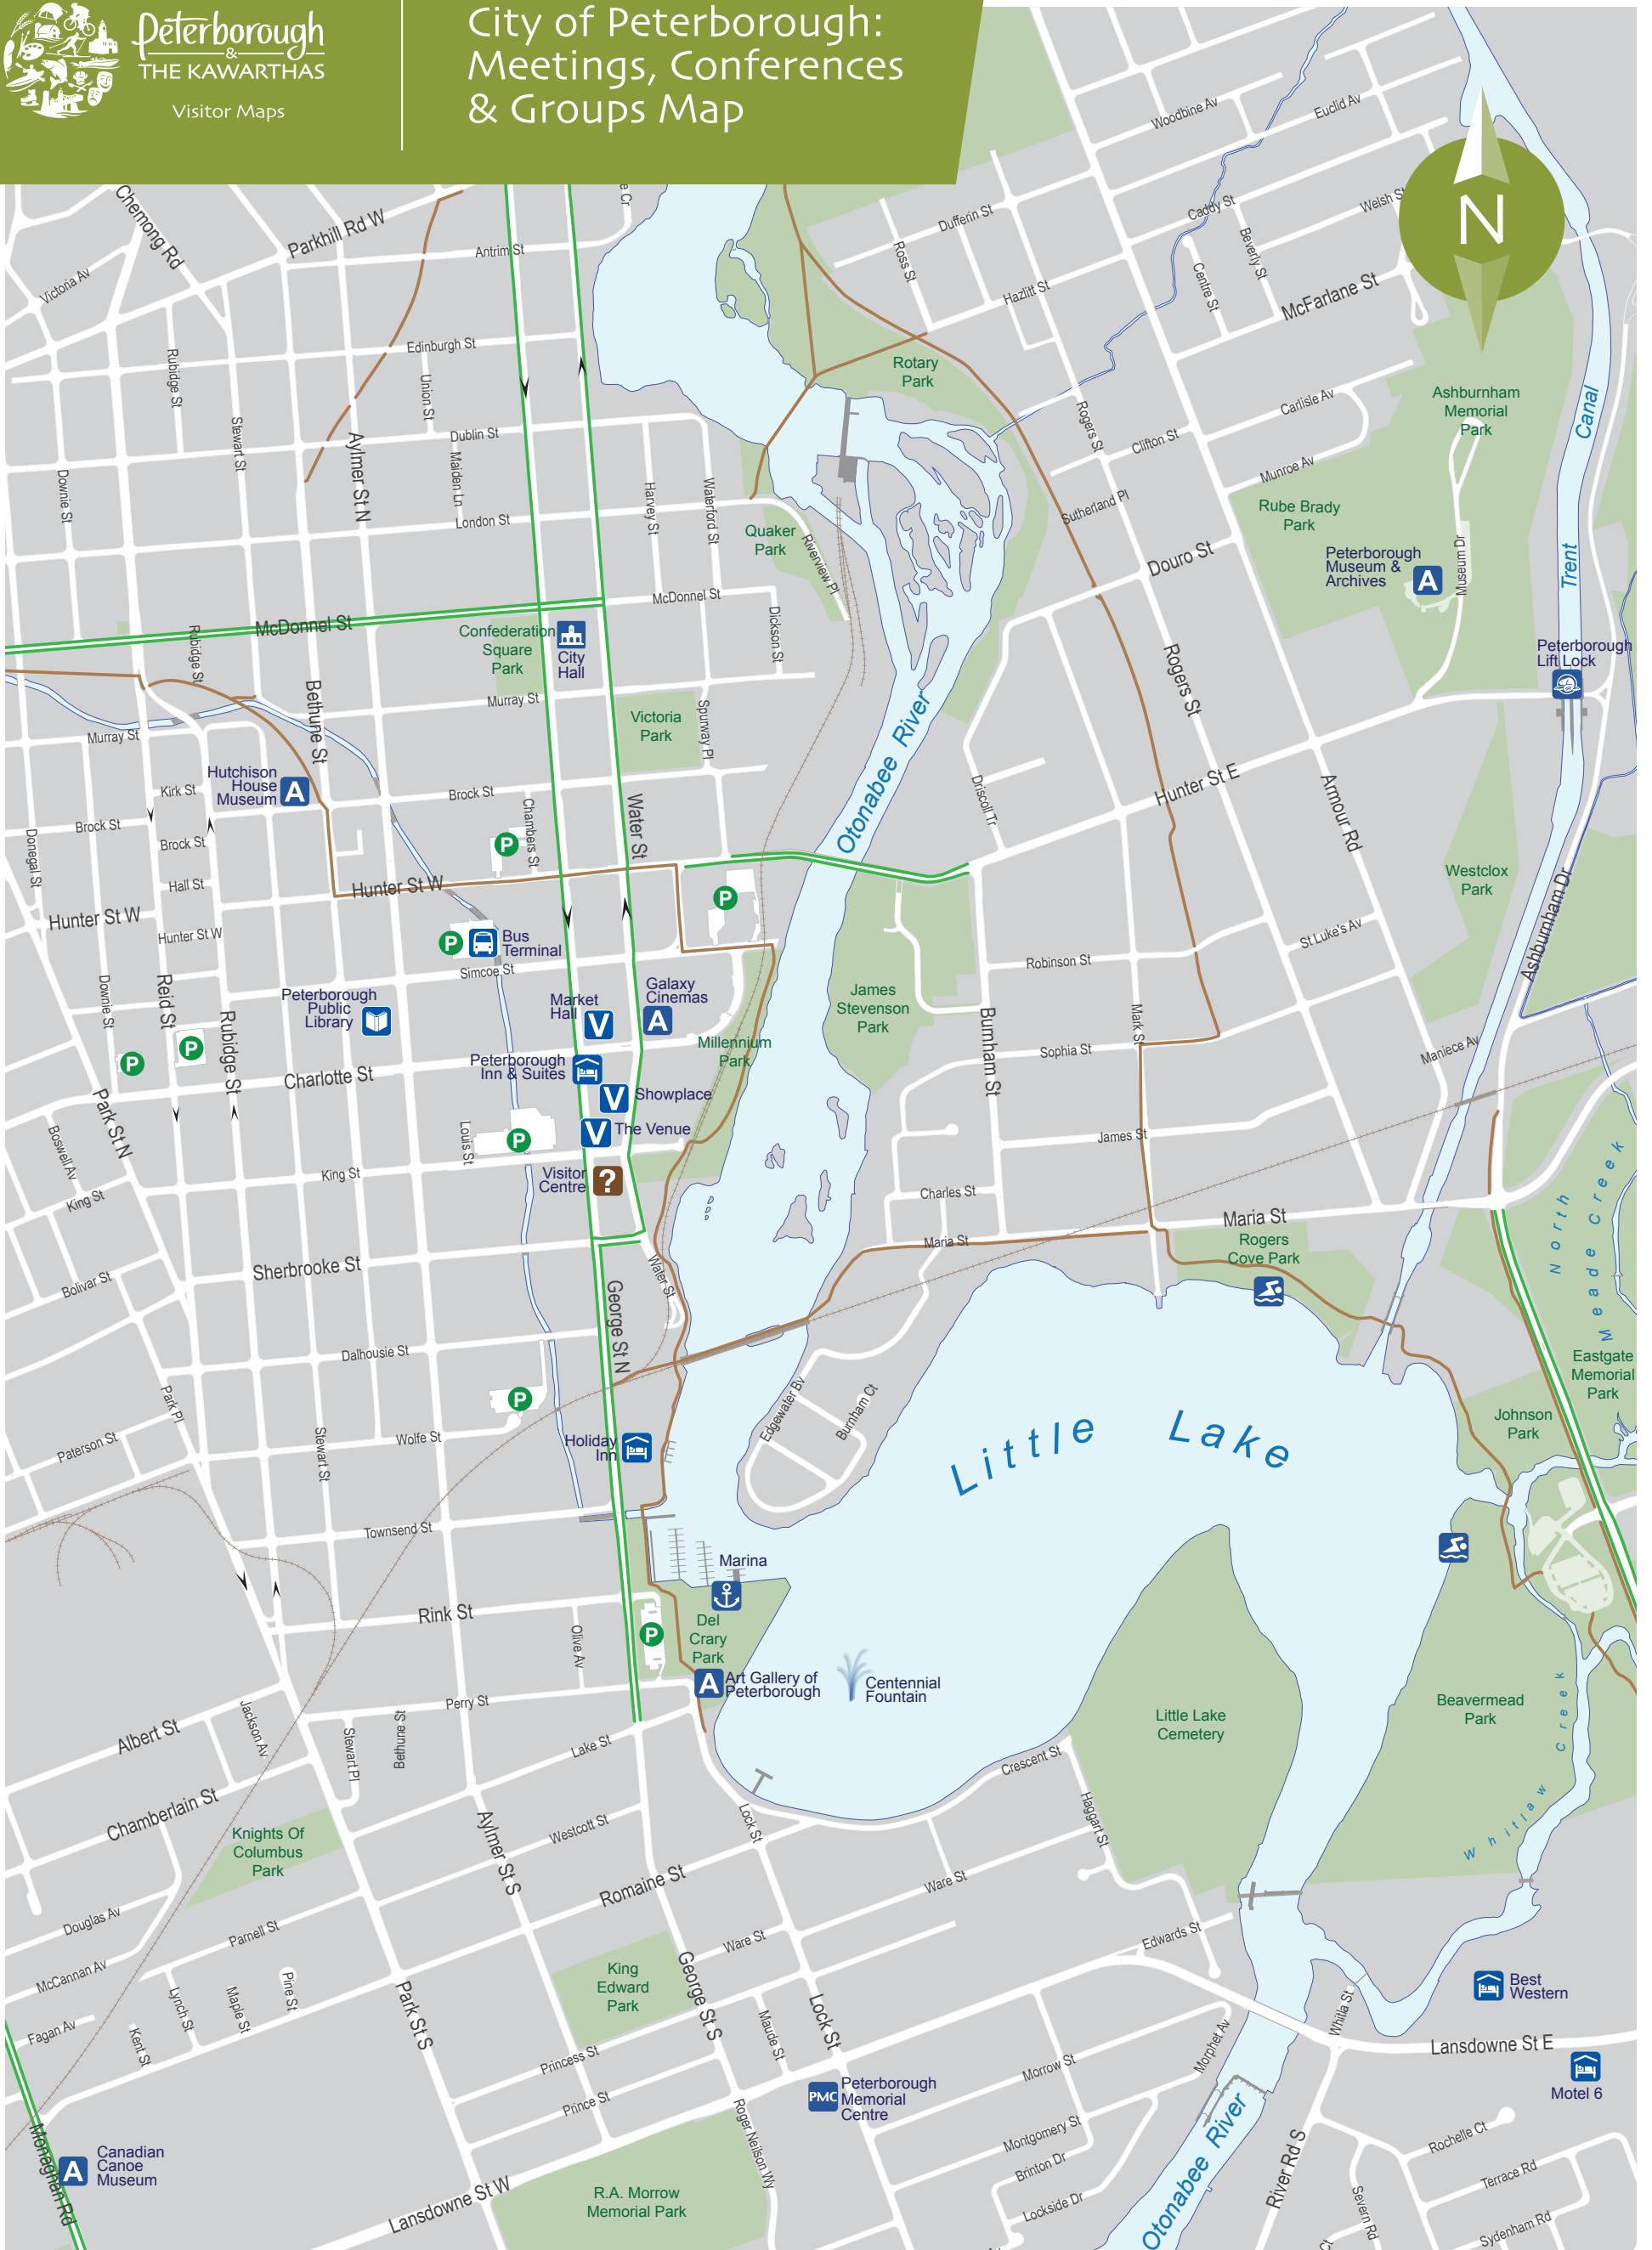 Peterborough
&
THE KAWARTHAS
Visitor Maps
City of Peterborough:
Meetings, Conferences
& Groups Map
N
Woodbine Av
Euclid Av
Chemong Rd
Parkhill Rd W
Victoria Av
Antrim St
e Cr
Dufferin St
Ross St
Hazlitt St
Caddy St
Beverly St
Centre St
Welsh St
McFarlane St
Rubidge St
Edinburgh St
Union St
Rotary
Park
Stewart St
Aylmer St N
Dublin St
Maiden Ln
Downie St
London St
Harvey St
Waterford St
Quaker
Park
Riverview Pl
Rogers St
Clifton St
Carlisle Av
Munroe Av
Sutherland Pl
Douro St
Ashburnham
Memorial
Park
Rube Brady
Park
Peterborough
Museum &
Archives
A
Museum Dr
Trent
Canal
Peterborough
Lift Lock
McDonnel St
McDonnel St
Dickson St
Confederation
Square
Park
City
Hall
Rubidge St
Bethune St
Murray St
Murray St
Victoria
Park
Spurway Pl
Otonabee River
Rogers St
Hunter St E
Armour Rd
Driscoll Tr
Hutchison
House
Museum
A
Kirk St
Brock St
Brock St
Brock St
Chambers St
Water St
P
Donegal St
Hall St
Hunter St W
Hunter St W
Hunter St W
P
P
Bus
Terminal
Simcoe St
Westclox
Park
Ashburnham Dr
St Luke's Av
Robinson St
James
Stevenson
Park
Burnham St
Mark St
Sophia St
Maniece Av
James St
Downie St
Reid St
Rubidge St
Peterborough
Public
Library
Market
Hall
V
Galaxy
Cinemas
A
Millennium
Park
P
P
Charlotte St
Peterborough
Inn & Suites
V
Showplace
V
The Venue
P
Louis St
Park St N
Boswell Av
King St
King St
Visitor
Centre
?
Charles St
Maria St
Maria St
Rogers
Cove Park
North
Meade Creek
Sherbrooke St
Bolivar St
Water St
George St N
Dalhousie St
Park Pl
P
Paterson St
Stewart St
Wolfe St
Holiday
Inn
Edgewater Bv
Burnham Ct
Little Lake
Eastgate
Memorial
Park
Johnson
Park
Townsend St
Marina
Rink St
Olive Av
P
Del
Crary
Park
A
Art Gallery of
Peterborough
Centennial
Fountain
Little Lake
Cemetery
Beavermead
Park
Whitlaw
Creek
Albert St
Jackson Av
Perry St
Stewart Pl
Bethune St
Lake St
Crescent St
Haggart St
Chamberlain St
Knights Of
Columbus
Park
Aylmer St S
Westcott St
Lock St
Romaine St
Ware St
Ware St
Edwards St
Douglas Av
McCannan Av
Parnell St
Pine St
Maple St
Lynch St
Kent St
Fagan Av
Park St S
King
Edward
Park
George St S
Maude St
Lock St
Princess St
Prince St
PMC
Peterborough
Memorial
Centre
Morrow St
Morphet Av
Whitla St
Best
Western
Lansdowne St E
Motel 6
Montgomery St
Brinton Dr
Lockside Dr
Otonabee River
River Rd S
Rochelle Ct
Terrace Rd
Severn Rd
Sydenham Rd
Ct
Monaghan Rd
A
Canadian
Canoe
Museum
Lansdowne St W
R.A. Morrow
Memorial Park
Roger Neilson Wy